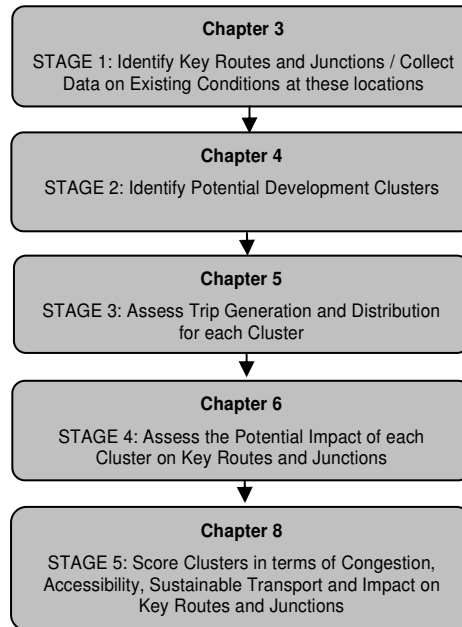 Chapter 3
STAGE 1: Identify Key Routes and Junctions / Collect
Data on Existing Conditions at these locations
Chapter 4
STAGE 2: Identify Potential Development Clusters
Chapter 5
STAGE 3: Assess Trip Generation and Distribution
for each Cluster
Chapter 6
STAGE 4: Assess the Potential Impact of each
Cluster on Key Routes and Junctions
Chapter 8
STAGE 5: Score Clusters in terms of Congestion,
Accessibility, Sustainable Transport and Impact on
Key Routes and Junctions